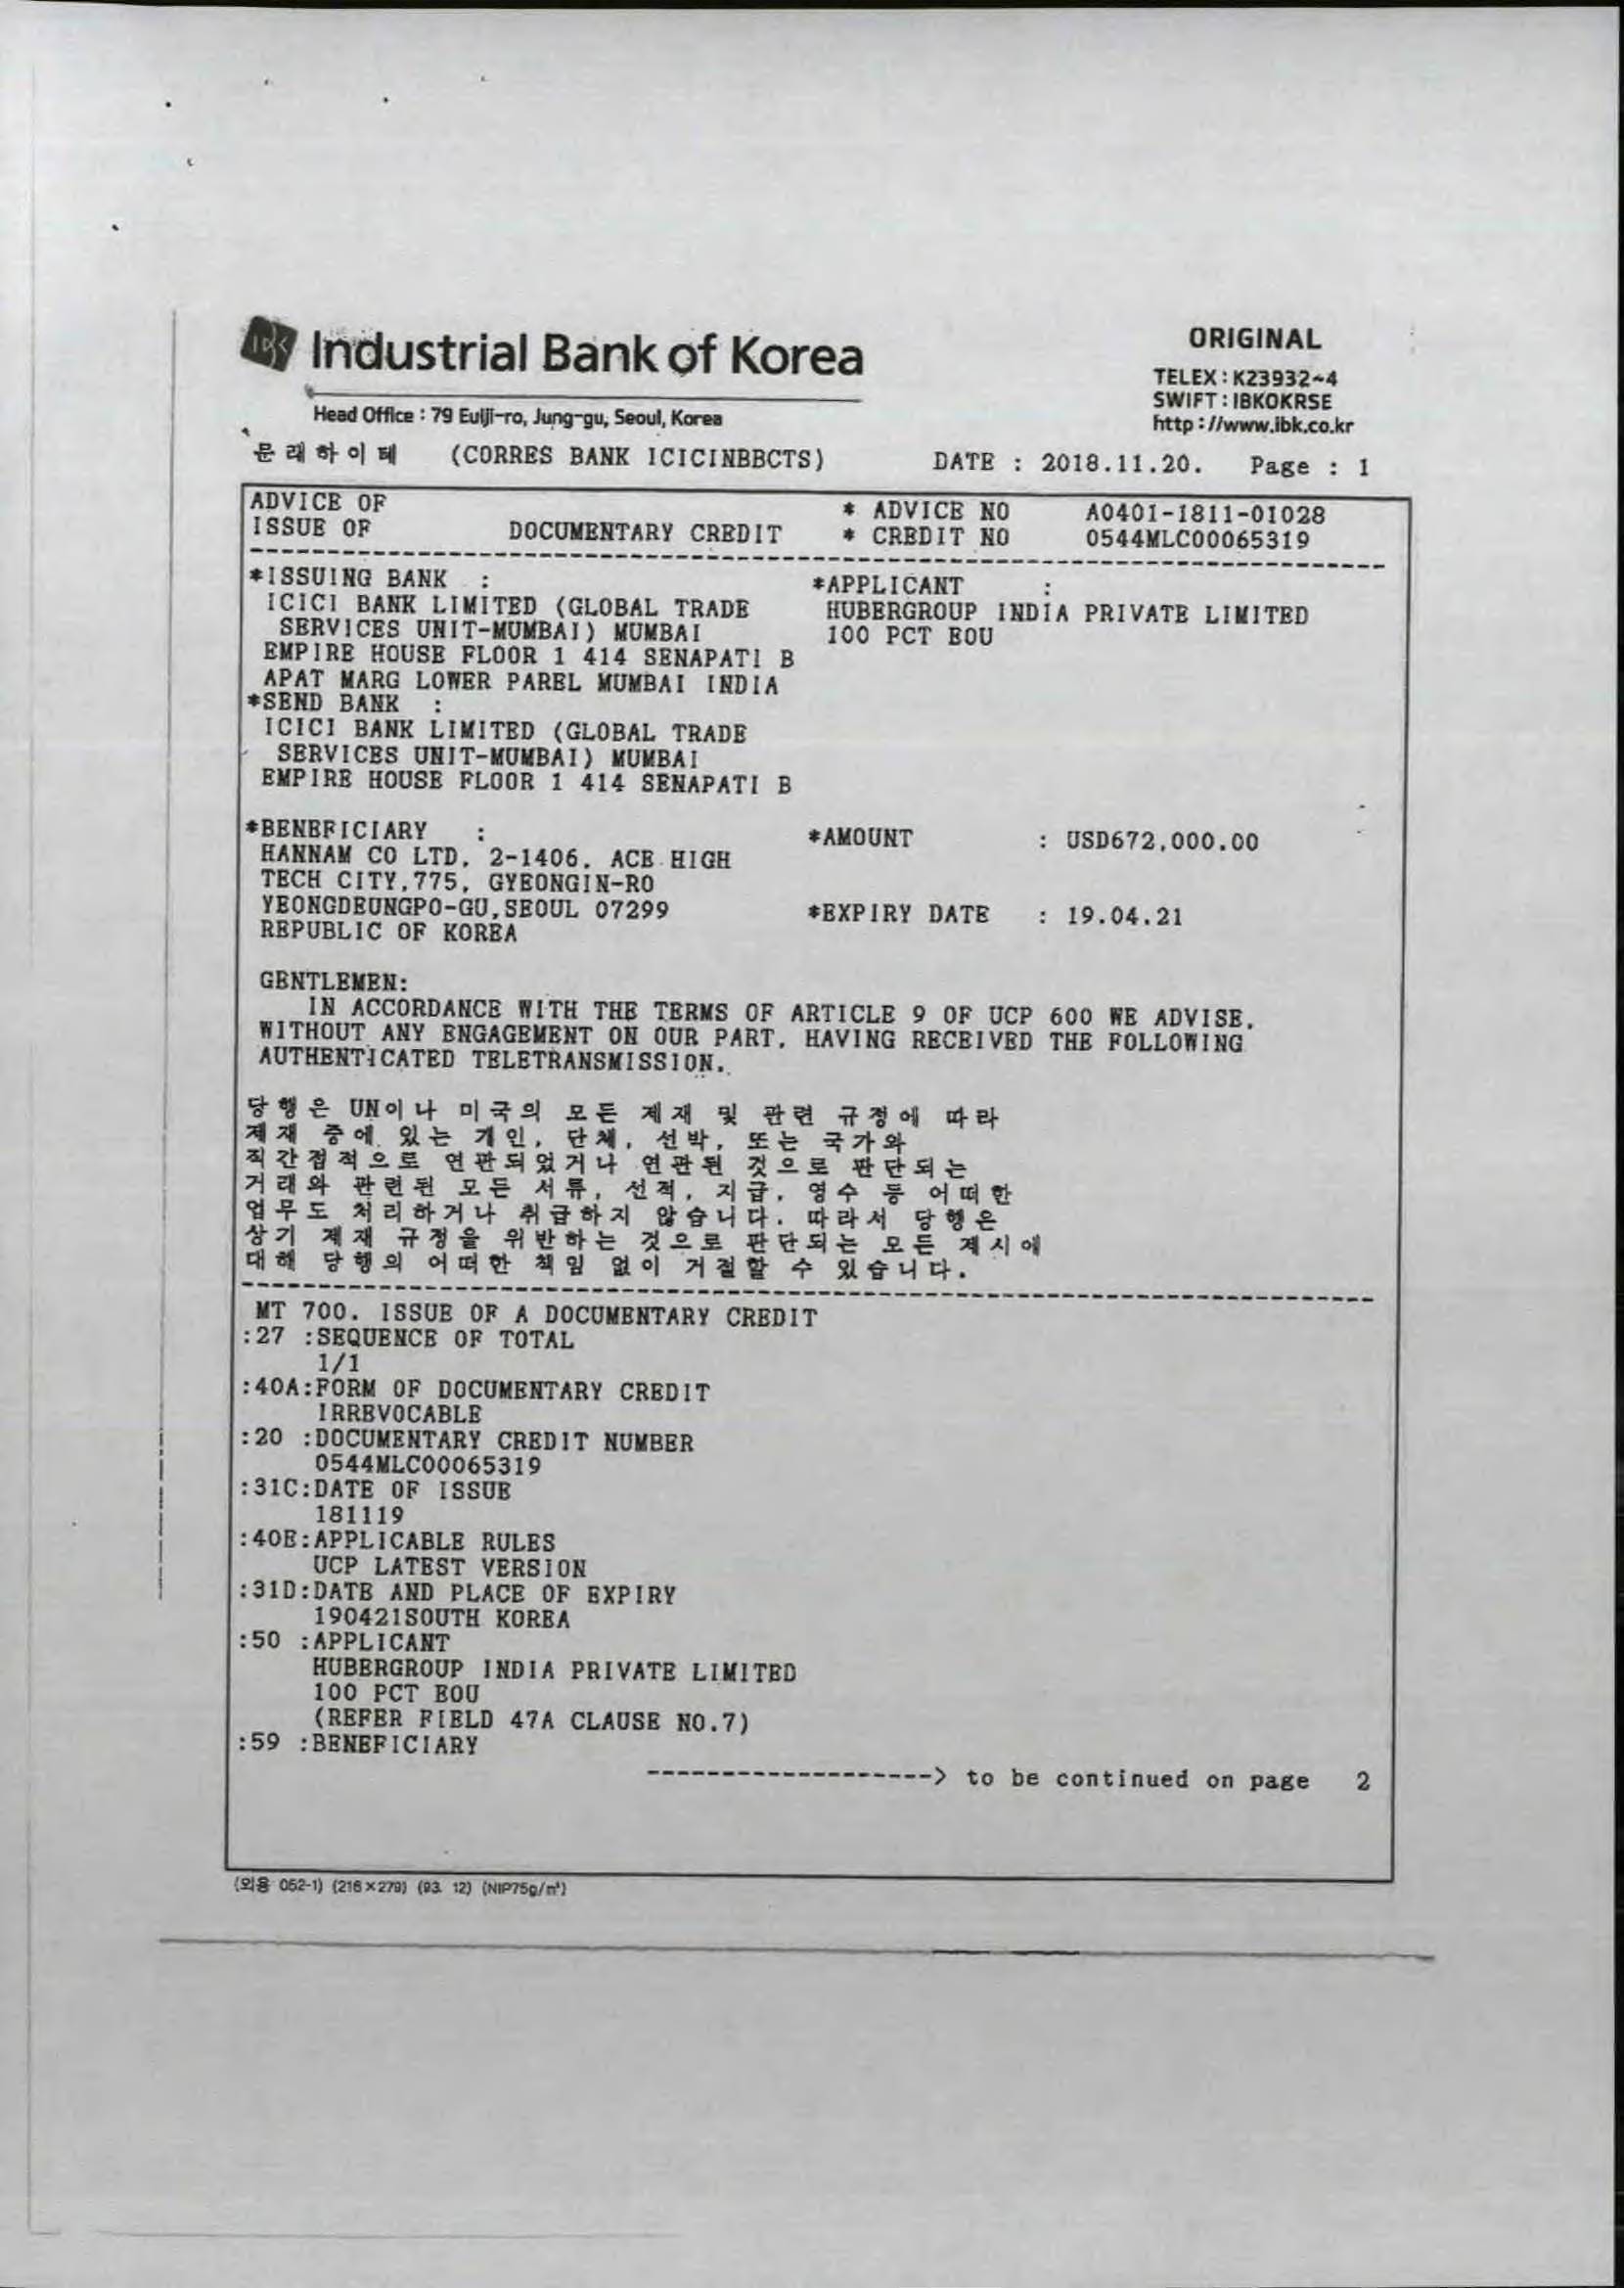 IBK Industrial Bank of Korea
ORIGINAL
TELEX : K23932~4
SWIFT : IBKOKRSE
http://www.ibk.co.kr
Head Office : 79 Eulji-ro, Jung-gu, Seoul, Korea
문래하이테 (CORRES BANK ICICINBBCTS) DATE : 2018.11.20. Page : 1
ADVICE OF * ADVICE NO A0401-1811-01028
ISSUE OF DOCUMENTARY CREDIT * CREDIT NO 0544MLC00065319
*ISSUING BANK : *APPLICANT :
ICICI BANK LIMITED (GLOBAL TRADE HUBERGROUP INDIA PRIVATE LIMITED
SERVICES UNIT-MUMBAI) MUMBAI 100 PCT EOU
EMPIRE HOUSE FLOOR 1 414 SENAPATI B
APAT MARG LOWER PAREL MUMBAI INDIA
*SEND BANK :
ICICI BANK LIMITED (GLOBAL TRADE
SERVICES UNIT-MUMBAI) MUMBAI
EMPIRE HOUSE FLOOR 1 414 SENAPATI B
*BENEFICIARY : *AMOUNT : USD672,000.00
HANNAM CO LTD, 2-1406, ACE HIGH
TECH CITY,775, GYEONGIN-RO
YEONGDEUNGPO-GU,SEOUL 07299 *EXPIRY DATE : 19.04.21
REPUBLIC OF KOREA
GENTLEMEN:
IN ACCORDANCE WITH THE TERMS OF ARTICLE 9 OF UCP 600 WE ADVISE,
WITHOUT ANY ENGAGEMENT ON OUR PART, HAVING RECEIVED THE FOLLOWING
AUTHENTICATED TELETRANSMISSION.
당행은 UN이나 미국의 모든 제재 및 관련 규정에 따라
제재 중에 있는 개인, 단체, 선박, 또는 국가와
직간접적으로 연관되었거나 연관된 것으로 판단되는
거래와 관련된 모든 서류, 선적, 지급, 영수 등 어떠한
업무도 처리하거나 취급하지 않습니다. 따라서 당행은
상기 제재 규정을 위반하는 것으로 판단되는 모든 제시에
대해 당행의 어떠한 책임 없이 거절할 수 있습니다.
MT 700. ISSUE OF A DOCUMENTARY CREDIT
:27 :SEQUENCE OF TOTAL
1/1
:40A:FORM OF DOCUMENTARY CREDIT
IRREVOCABLE
:20 :DOCUMENTARY CREDIT NUMBER
0544MLC00065319
:31C:DATE OF ISSUE
181119
:40E:APPLICABLE RULES
UCP LATEST VERSION
:31D:DATE AND PLACE OF EXPIRY
190421SOUTH KOREA
:50 :APPLICANT
HUBERGROUP INDIA PRIVATE LIMITED
100 PCT EOU
(REFER FIELD 47A CLAUSE NO.7)
:59 :BENEFICIARY
-------------------> to be continued on page 2
(외용 052-1) (216×279) (93. 12) (NIP75g/㎡)